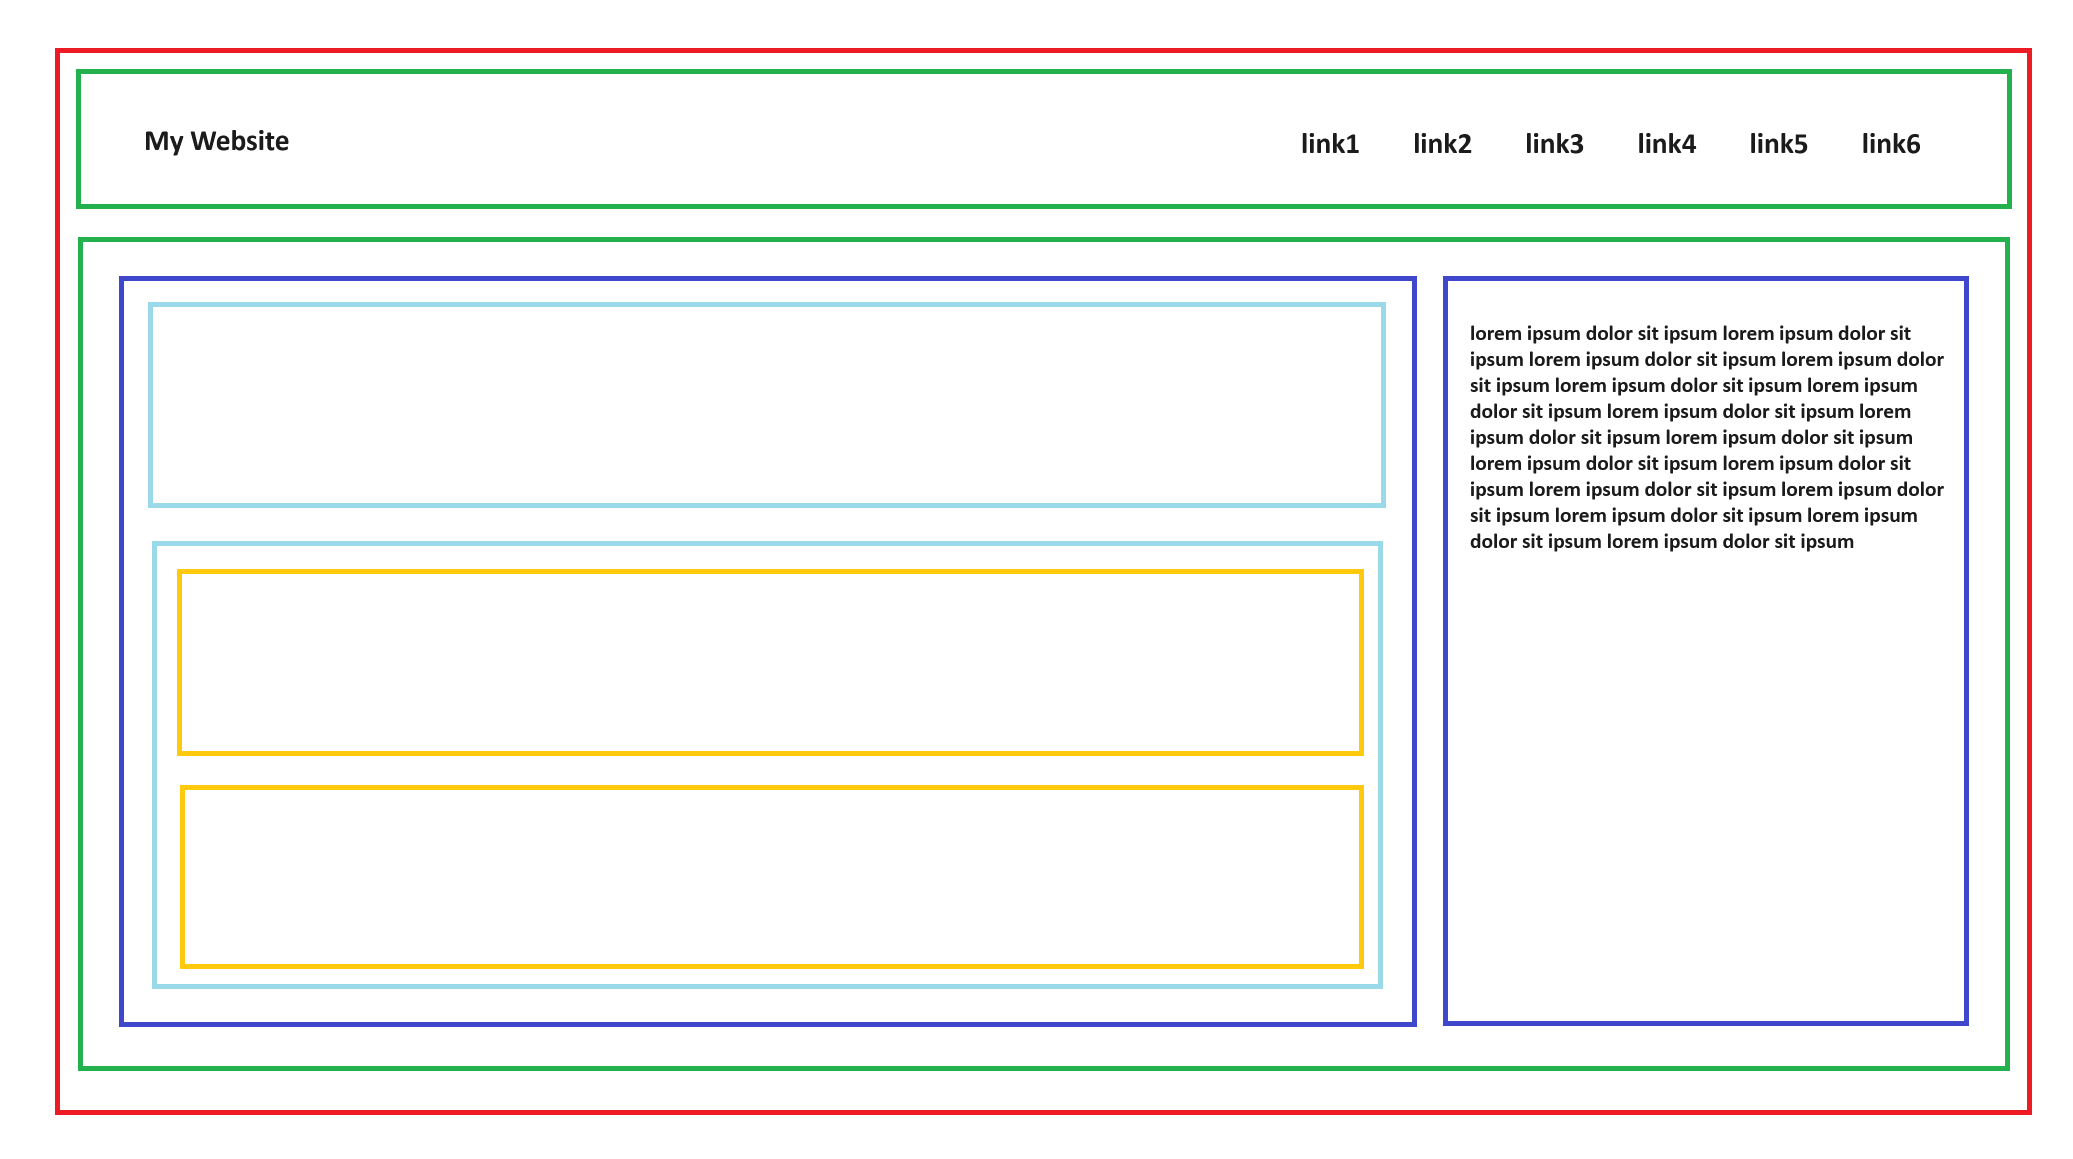 My Website
link1 link2 link3 link4 link5 link6
lorem ipsum dolor sit ipsum lorem ipsum dolor sit
ipsum lorem ipsum dolor sit ipsum lorem ipsum dolor
sit ipsum lorem ipsum dolor sit ipsum lorem ipsum
dolor sit ipsum lorem ipsum dolor sit ipsum lorem
ipsum dolor sit ipsum lorem ipsum dolor sit ipsum
lorem ipsum dolor sit ipsum lorem ipsum dolor sit
ipsum lorem ipsum dolor sit ipsum lorem ipsum dolor
sit ipsum lorem ipsum dolor sit ipsum lorem ipsum
dolor sit ipsum lorem ipsum dolor sit ipsum